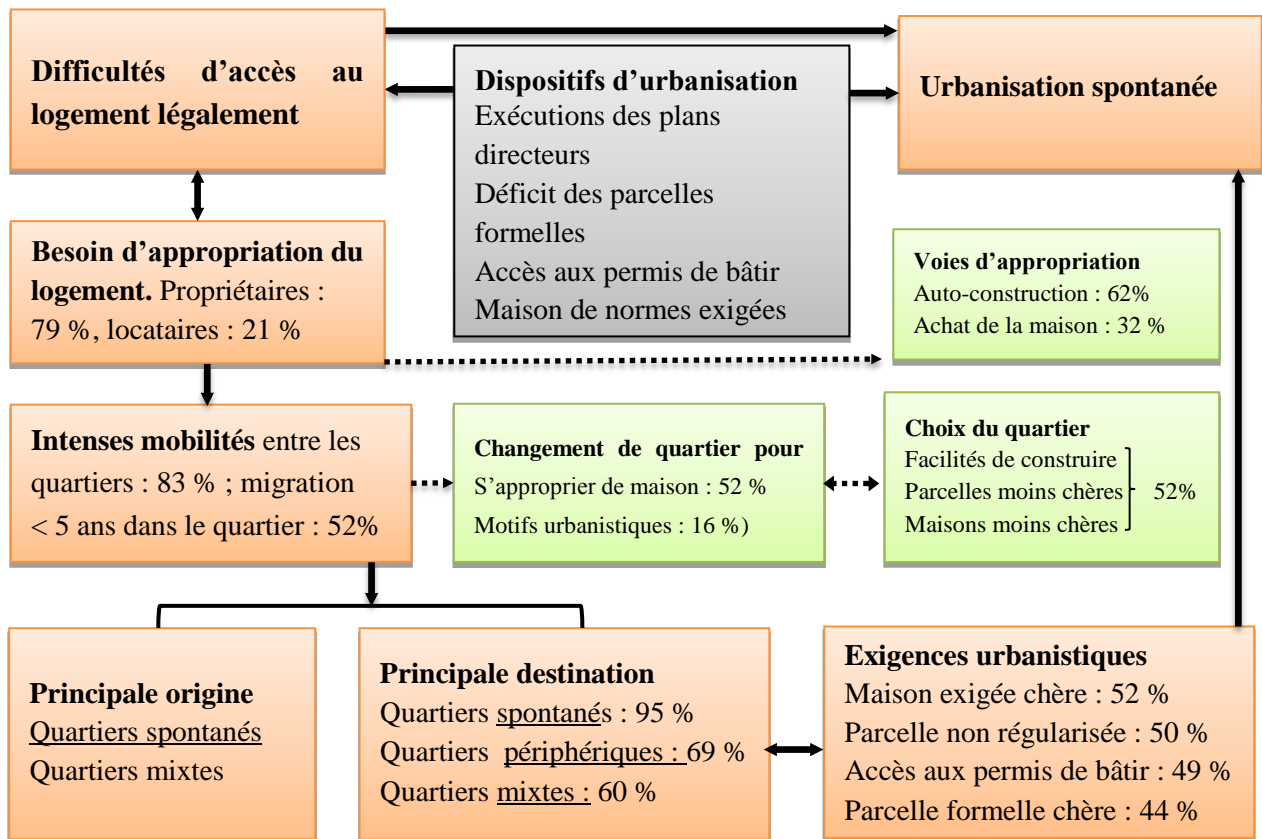 Difficultés d’accès au
logement légalement
Dispositifs d’urbanisation
Exécutions des plans
directeurs
Déficit des parcelles
formelles
Accès aux permis de bâtir
Maison de normes exigées
Urbanisation spontanée
Besoin d’appropriation du
logement. Propriétaires :
79 %, locataires : 21 %
Voies d’appropriation
Auto-construction : 62%
Achat de la maison : 32 %
Intenses mobilités entre les
quartiers : 83 % ; migration
< 5 ans dans le quartier : 52%
Changement de quartier pour
S’approprier de maison : 52 %
Motifs urbanistiques : 16 %)
Choix du quartier
Facilités de construire
Parcelles moins chères
Maisons moins chères
52%
Principale origine
Quartiers spontanés
Quartiers mixtes
Principale destination
Quartiers spontanés : 95 %
Quartiers périphériques : 69 %
Quartiers mixtes : 60 %
Exigences urbanistiques
Maison exigée chère : 52 %
Parcelle non régularisée : 50 %
Accès aux permis de bâtir : 49 %
Parcelle formelle chère : 44 %